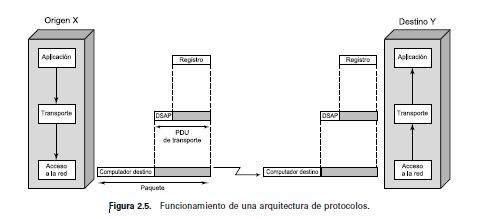 Origen X
Destino Y
Aplicación
Registro
Registro
Aplicación
Transporte
DSAP
DSAP
Transporte
PDU
de transporte
Acceso
a la red
Computador destino
Computador destino
Acceso
a la red
Paquete
Figura 2.5. Funcionamiento de una arquitectura de protocolos.